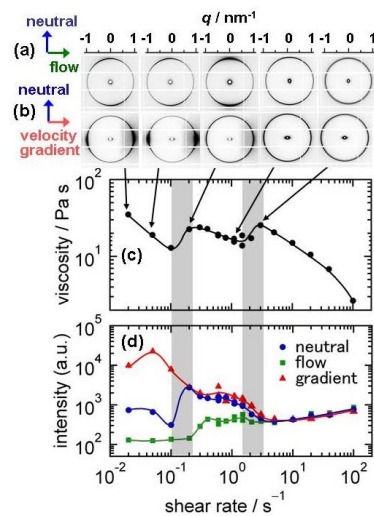 q / nm⁻¹
-1 0 1 -1 0 1 -1 0 1 -1 0 1 -1 0 1
neutral
(a)
flow
neutral
(b)
velocity
gradient
10²
10¹
viscosity / Pa s
(c)
10⁵
10⁴
10³
10²
intensity (a.u.)
(d)
neutral
flow
gradient
10⁻² 10⁻¹ 10⁰ 10¹ 10²
shear rate / s⁻¹